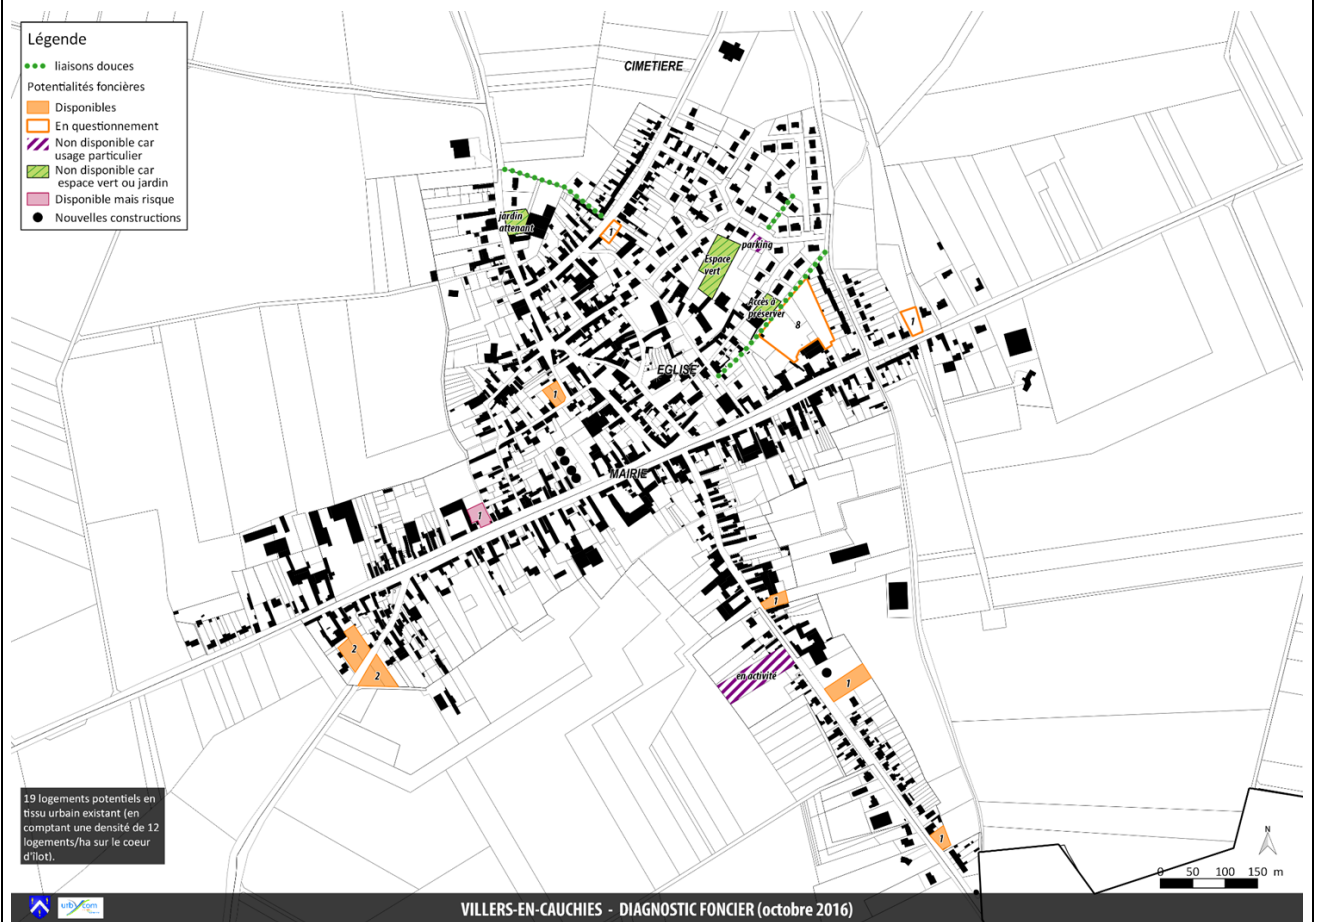 Légende
liaisons douces
Potentialités foncières
Disponibles
En questionnement
Non disponible car
usage particulier
Non disponible car
espace vert ou jardin
Disponible mais risque
Nouvelles constructions
CIMETIERE
jardin
attenant
1
parking
Espace
vert
Accès à
préserver
8
1
EGLISE
1
MAIRIE
1
1
2
2
en activité
1
1
19 logements potentiels en
tissu urbain existant (en
comptant une densité de 12
logements/ha sur le coeur
d'îlot).
N
0 50 100 150 m
urbycom
VILLERS-EN-CAUCHIES - DIAGNOSTIC FONCIER (octobre 2016)